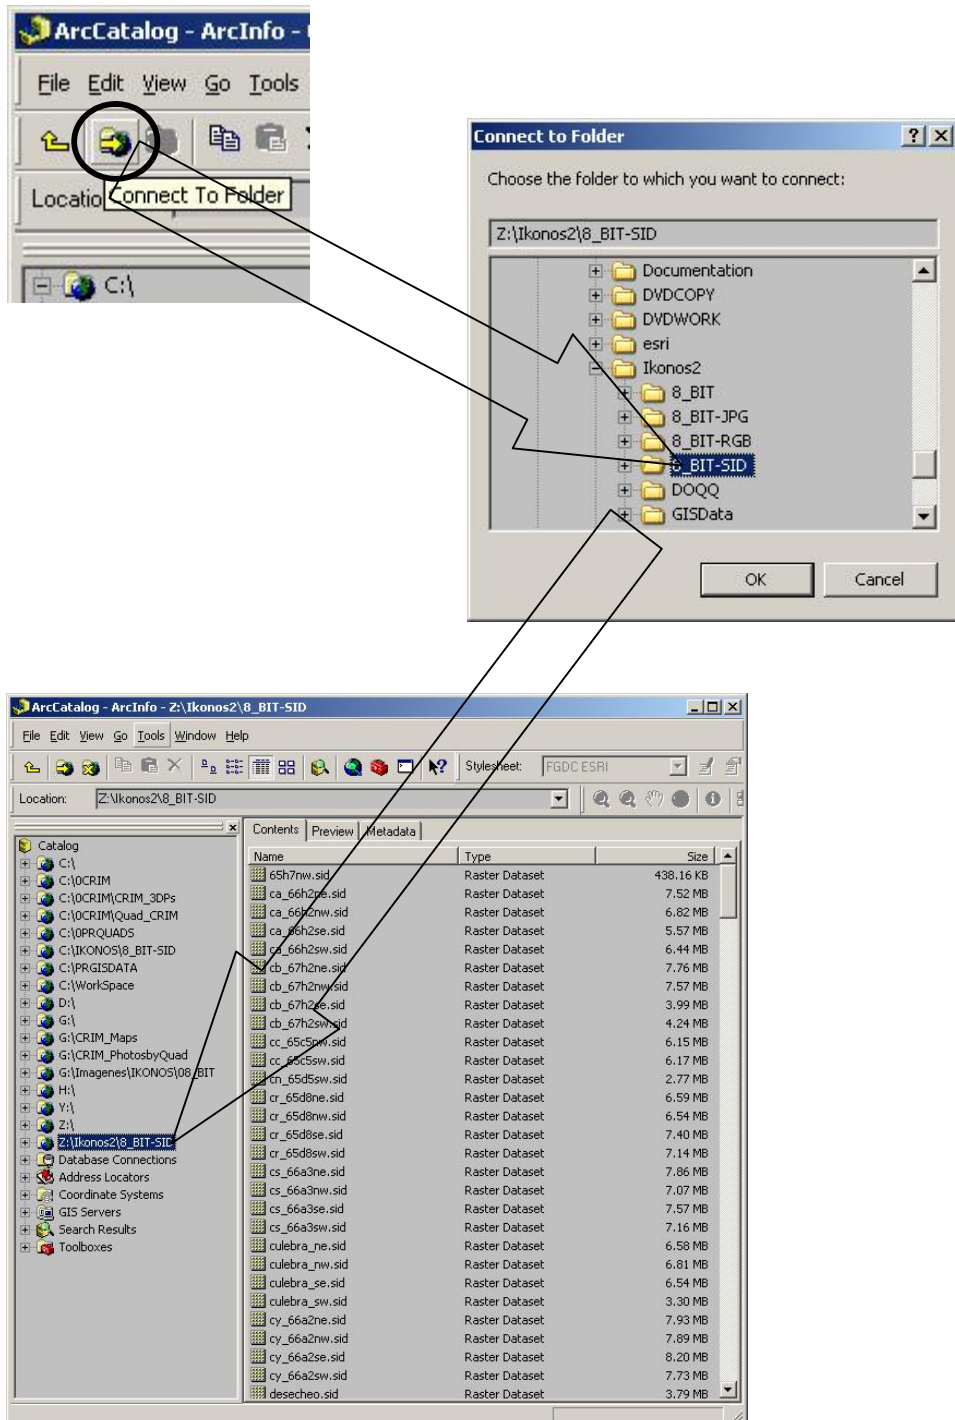 ArcCatalog - ArcInfo -
File Edit View Go Tools
Connect To Folder
C:\
Connect to Folder
Choose the folder to which you want to connect:
Z:\Ikonos2\8_BIT-SID
Documentation
DVDCOPY
DVDWORK
esri
Ikonos2
8_BIT
8_BIT-JPG
8_BIT-RGB
8_BIT-SID
DOQQ
GISData
OK Cancel
ArcCatalog - ArcInfo - Z:\Ikonos2\8_BIT-SID
File Edit View Go Tools Window Help
Stylesheet: FGDC ESRI
Location: Z:\Ikonos2\8_BIT-SID
Catalog
C:\
C:\0CRIM
C:\0CRIM\CRIM_3DPs
C:\0CRIM\Quad_CRIM
C:\0PRQUADS
C:\IKONOS\8_BIT-SID
C:\PRGISDATA
C:\WorkSpace
D:\
G:\
G:\CRIM_Maps
G:\CRIM_PhotosbyQuad
G:\Imagenes\IKONOS\08_BIT
H:\
Y:\
Z:\
Z:\Ikonos2\8_BIT-SID
Database Connections
Address Locators
Coordinate Systems
GIS Servers
Search Results
Toolboxes
Contents Preview Metadata
Name Type Size
65h7nw.sid Raster Dataset 438.16 KB
ca_66h2ne.sid Raster Dataset 7.52 MB
ca_66h2nw.sid Raster Dataset 6.82 MB
ca_66h2se.sid Raster Dataset 5.57 MB
ca_66h2sw.sid Raster Dataset 6.44 MB
cb_67h2ne.sid Raster Dataset 7.76 MB
cb_67h2nw.sid Raster Dataset 7.57 MB
cb_67h2se.sid Raster Dataset 3.99 MB
cb_67h2sw.sid Raster Dataset 4.24 MB
cc_65c5nw.sid Raster Dataset 6.15 MB
cc_65c5sw.sid Raster Dataset 6.17 MB
cn_65d5sw.sid Raster Dataset 2.77 MB
cr_65d8ne.sid Raster Dataset 6.59 MB
cr_65d8nw.sid Raster Dataset 6.54 MB
cr_65d8se.sid Raster Dataset 7.40 MB
cr_65d8sw.sid Raster Dataset 7.14 MB
cs_66a3ne.sid Raster Dataset 7.86 MB
cs_66a3nw.sid Raster Dataset 7.07 MB
cs_66a3se.sid Raster Dataset 7.57 MB
cs_66a3sw.sid Raster Dataset 7.16 MB
culebra_ne.sid Raster Dataset 6.58 MB
culebra_nw.sid Raster Dataset 6.81 MB
culebra_se.sid Raster Dataset 6.54 MB
culebra_sw.sid Raster Dataset 3.30 MB
cy_66a2ne.sid Raster Dataset 7.93 MB
cy_66a2nw.sid Raster Dataset 7.89 MB
cy_66a2se.sid Raster Dataset 8.20 MB
cy_66a2sw.sid Raster Dataset 7.73 MB
desecheo.sid Raster Dataset 3.79 MB